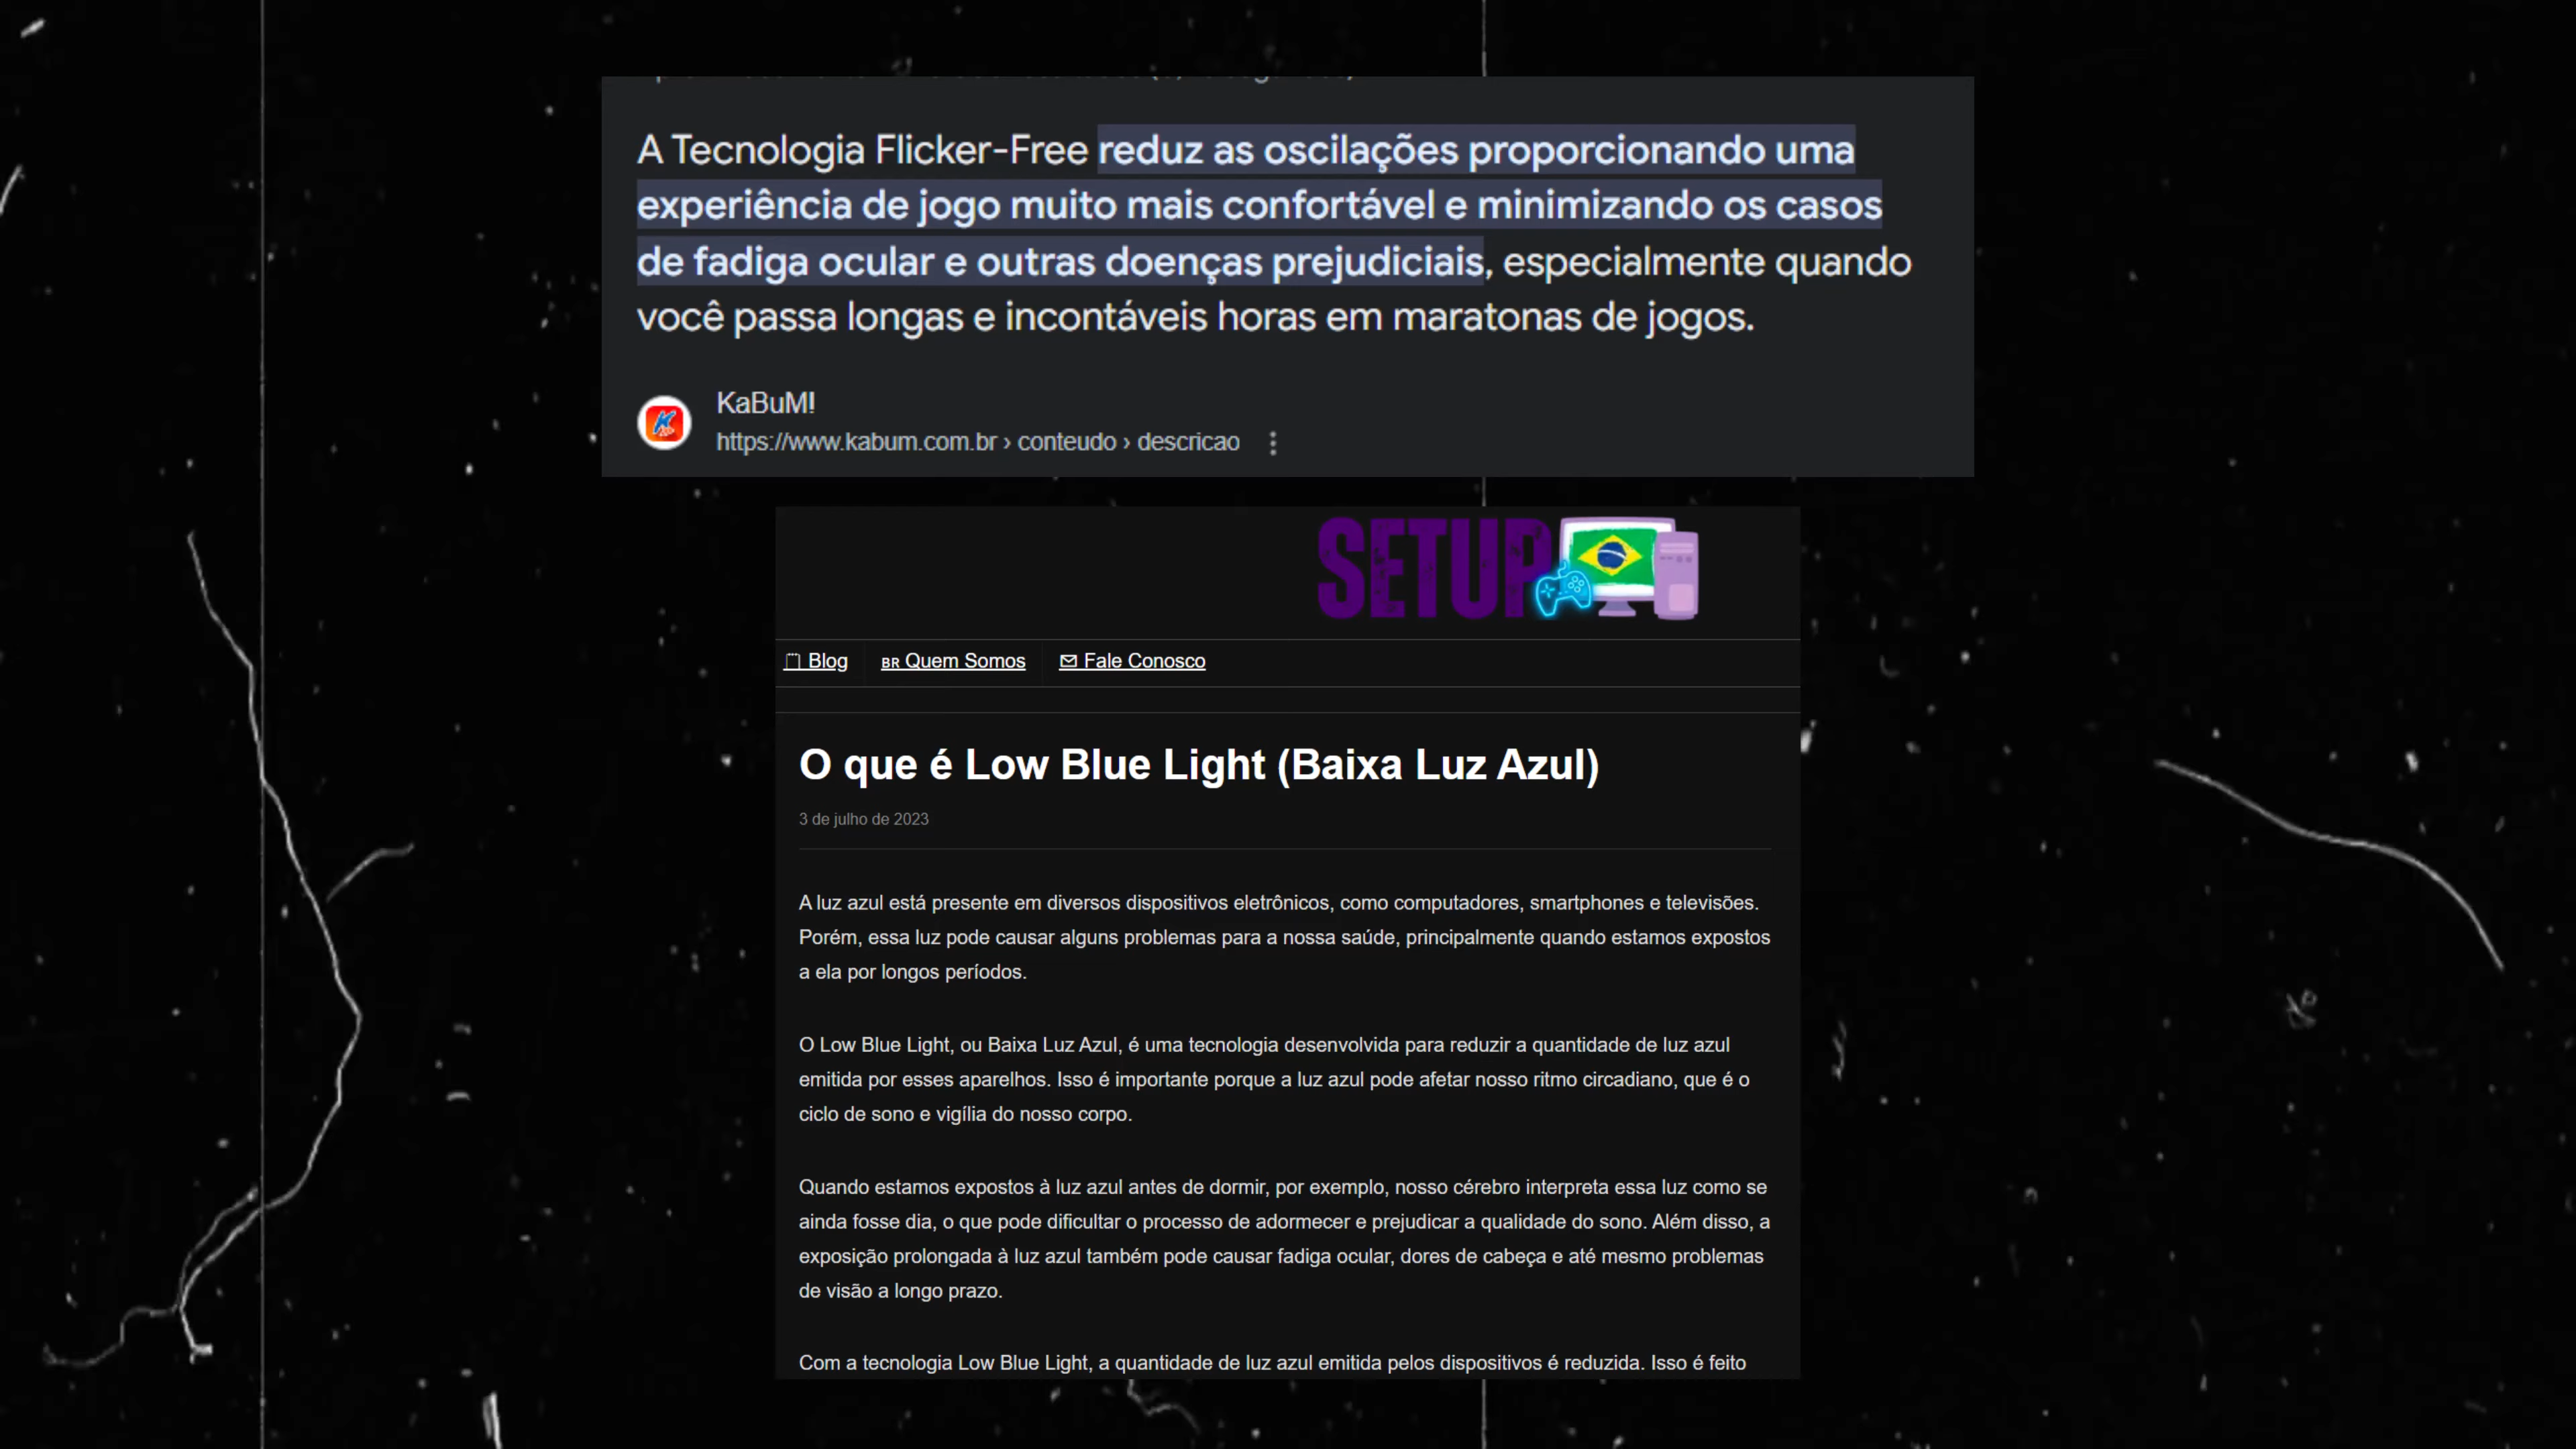 A Tecnologia Flicker-Free reduz as oscilações proporcionando uma
experiência de jogo muito mais confortável e minimizando os casos
de fadiga ocular e outras doenças prejudiciais, especialmente quando
você passa longas e incontáveis horas em maratonas de jogos.
KaBuM!
https://www.kabum.com.br › conteudo › descricao
SETUP
Blog
BR Quem Somos
Fale Conosco
O que é Low Blue Light (Baixa Luz Azul)
3 de julho de 2023
A luz azul está presente em diversos dispositivos eletrônicos, como computadores, smartphones e televisões.
Porém, essa luz pode causar alguns problemas para a nossa saúde, principalmente quando estamos expostos
a ela por longos períodos.
O Low Blue Light, ou Baixa Luz Azul, é uma tecnologia desenvolvida para reduzir a quantidade de luz azul
emitida por esses aparelhos. Isso é importante porque a luz azul pode afetar nosso ritmo circadiano, que é o
ciclo de sono e vigília do nosso corpo.
Quando estamos expostos à luz azul antes de dormir, por exemplo, nosso cérebro interpreta essa luz como se
ainda fosse dia, o que pode dificultar o processo de adormecer e prejudicar a qualidade do sono. Além disso, a
exposição prolongada à luz azul também pode causar fadiga ocular, dores de cabeça e até mesmo problemas
de visão a longo prazo.
Com a tecnologia Low Blue Light, a quantidade de luz azul emitida pelos dispositivos é reduzida. Isso é feito